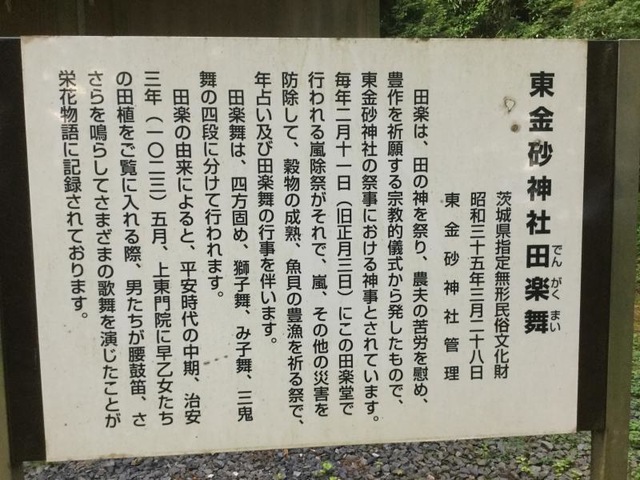 東金砂神社田楽舞
でんがくまい
茨城県指定無形民俗文化財
昭和三十五年三月二十八日
東金砂神社管理
田楽は、田の神を祭り、農夫の苦労を慰め、
豊作を祈願する宗教的儀式から発したもので、
東金砂神社の祭事における神事とされています。
毎年二月十一日(旧正月三日)にこの田楽堂で
行われる嵐除祭がそれで、嵐、その他の災害を
防除して、穀物の成熟、魚貝の豊漁を祈る祭で、
年占い及び田楽舞の行事を伴います。
田楽舞は、四方固め、獅子舞、み子舞、三鬼
舞の四段に分けて行われます。
田楽の由来によると、平安時代の中期、治安
三年(一〇二三)五月、上東門院に早乙女たち
の田植をご覧に入れる際、男たちが腰鼓笛、さ
さらを鳴らしてさまざまの歌舞を演じたことが
栄花物語に記録されております。